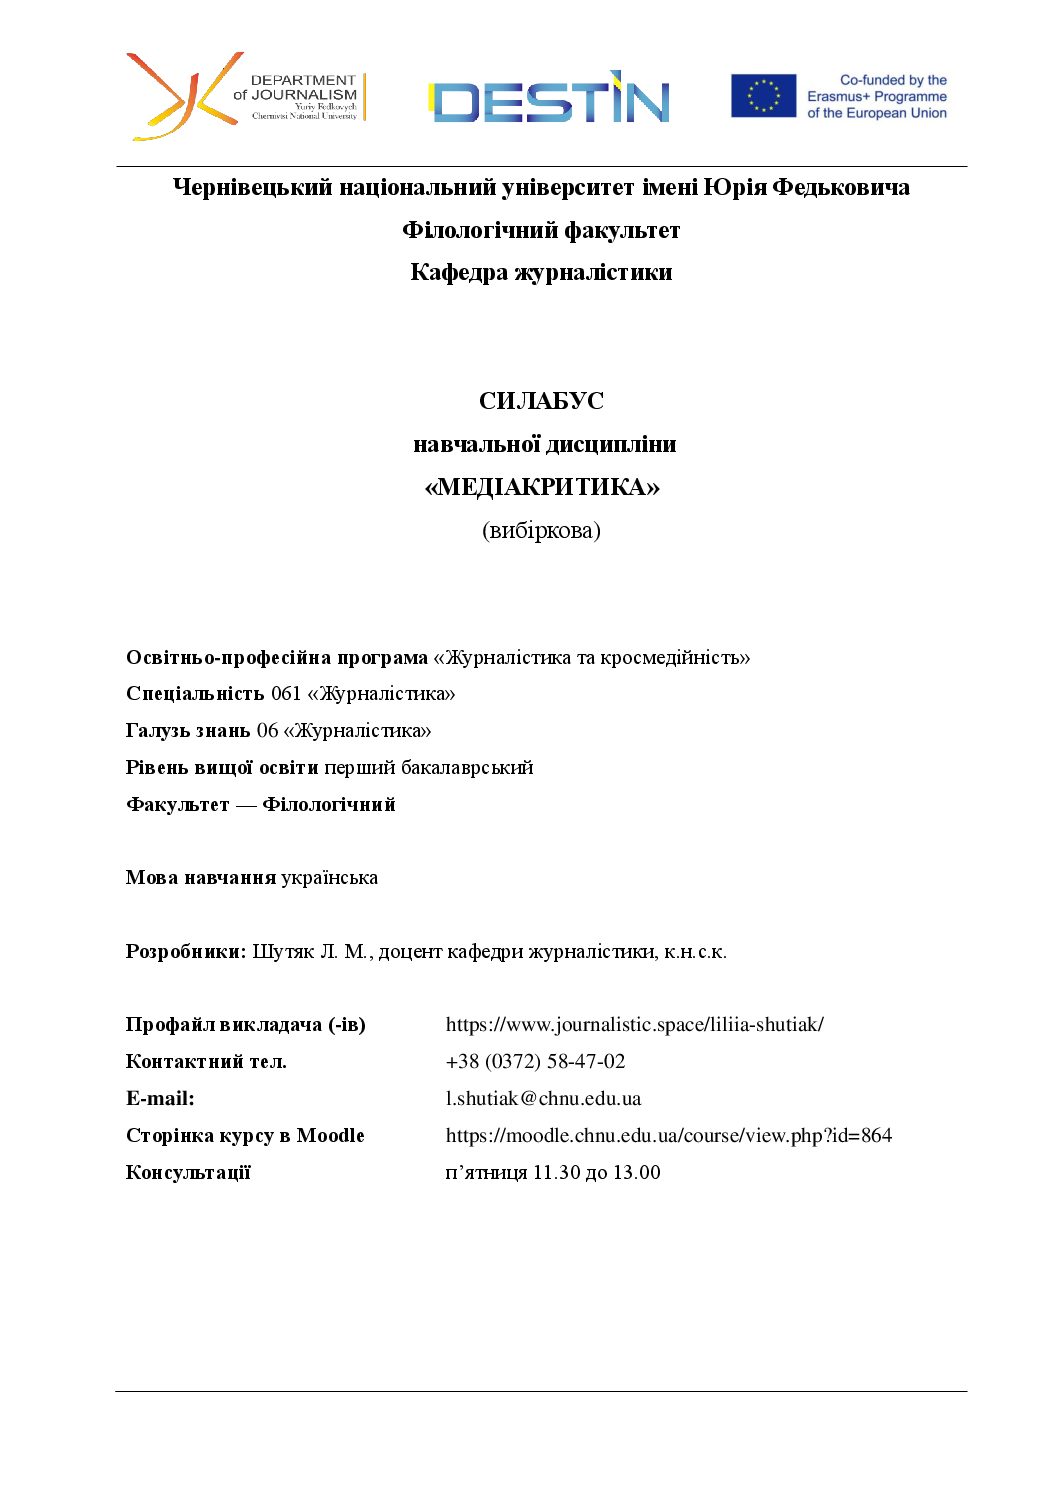 DEPARTMENT
of JOURNALISM
Yuriy Fedkovych
Chernivtsi National University
DESTIN
Co-funded by the
Erasmus+ Programme
of the European Union
Чернівецький національний університет імені Юрія Федьковича
Філологічний факультет
Кафедра журналістики
СИЛАБУС
навчальної дисципліни
«МЕДІАКРИТИКА»
(вибіркова)
Освітньо-професійна програма «Журналістика та кросмедійність»
Спеціальність 061 «Журналістика»
Галузь знань 06 «Журналістика»
Рівень вищої освіти перший бакалаврський
Факультет — Філологічний
Мова навчання українська
Розробники: Шутяк Л. М., доцент кафедри журналістики, к.н.с.к.
Профайл викладача (-ів) https://www.journalistic.space/liliia-shutiak/
Контактний тел. +38 (0372) 58-47-02
E-mail: l.shutiak@chnu.edu.ua
Сторінка курсу в Moodle https://moodle.chnu.edu.ua/course/view.php?id=864
Консультації п’ятниця 11.30 до 13.00